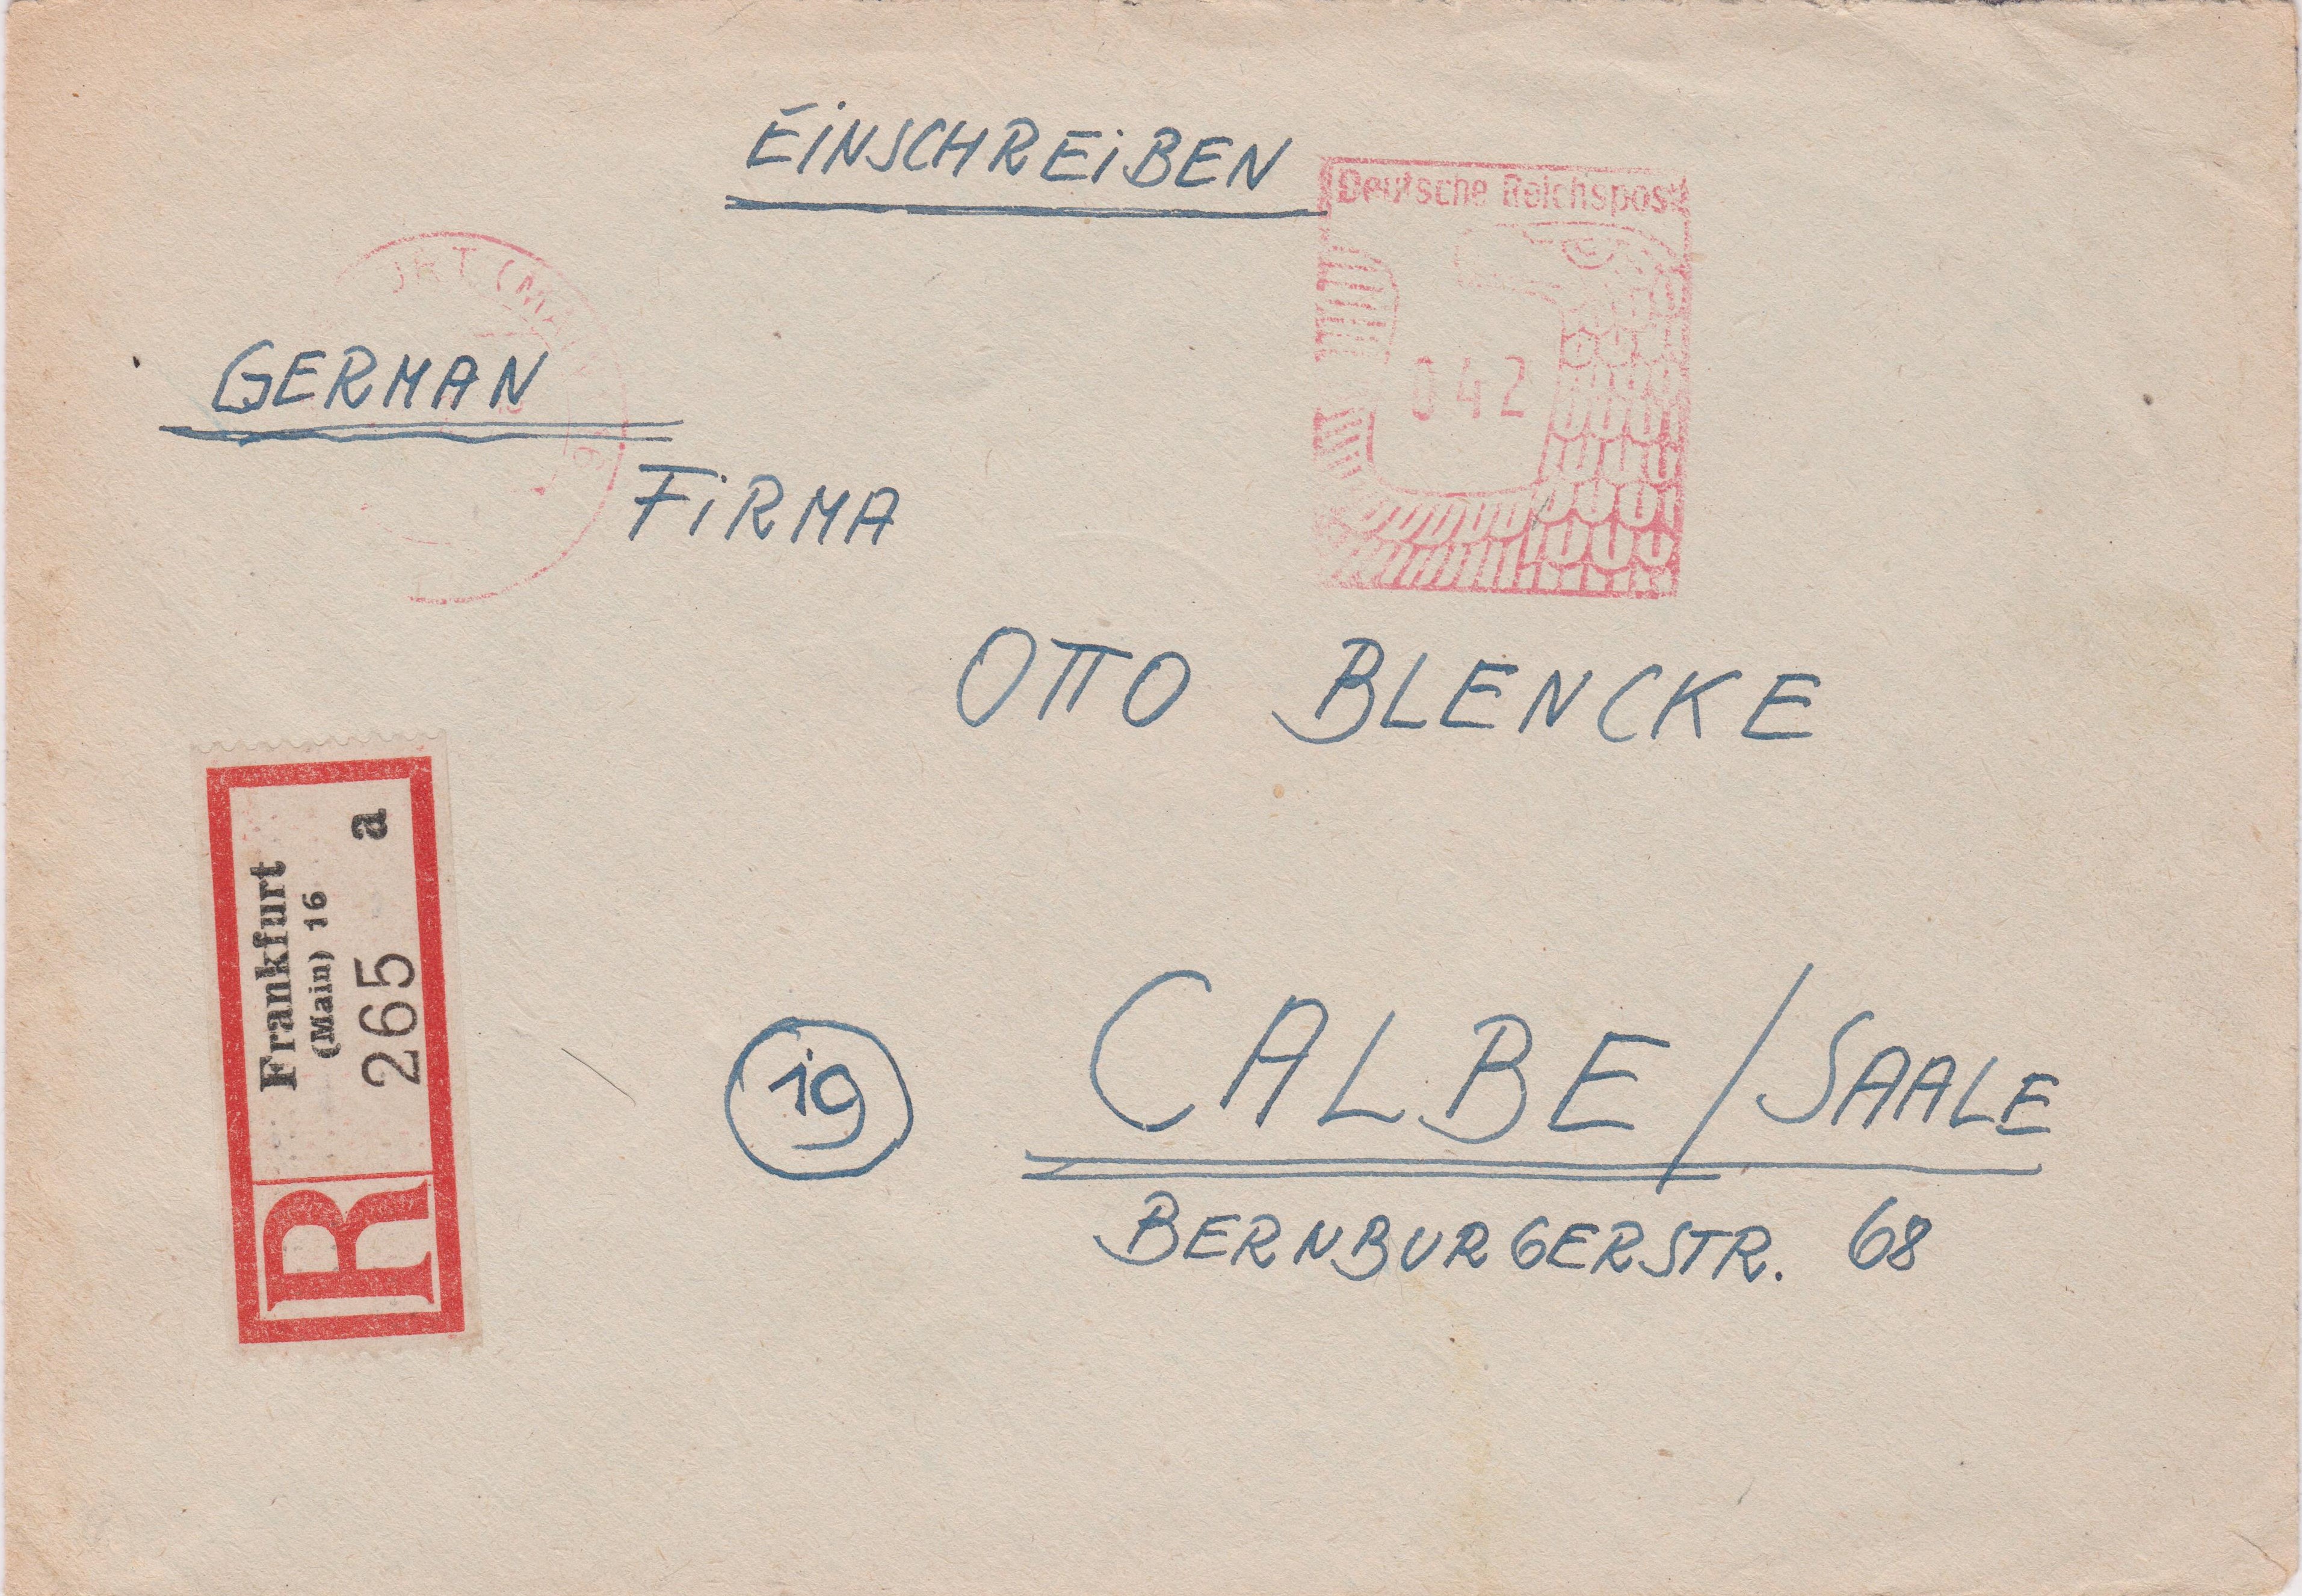 EINSCHREIBEN
Deutsche Reichspost
042
GERMAN
FIRMA
OTTO BLENCKE
Frankfurt
(Main) 16
a
265
R
19
CALBE/SAALE
BERNBURGERSTR. 68